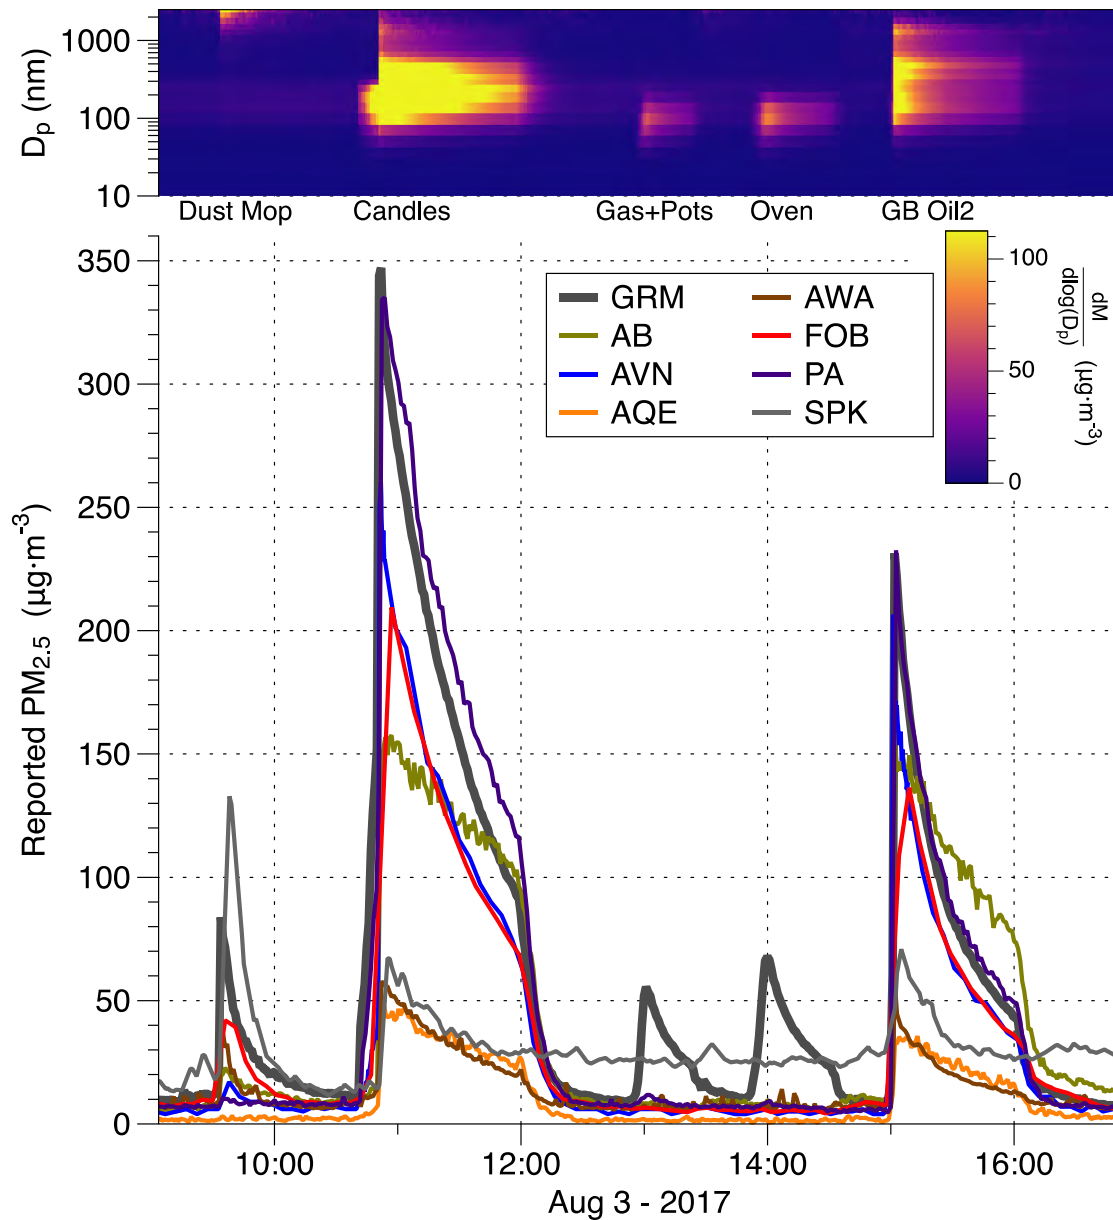 1000
100
10
Dp (nm)
Dust Mop Candles Gas+Pots Oven GB Oil2
350
300
250
200
150
100
50
0
Reported PM2.5 (µg·m-3)
GRM AWA
AB FOB
AVN PA
AQE SPK
100
50
0
dM
dlog(Dp)
(µg·m-3)
10:00 12:00 14:00 16:00
Aug 3 - 2017